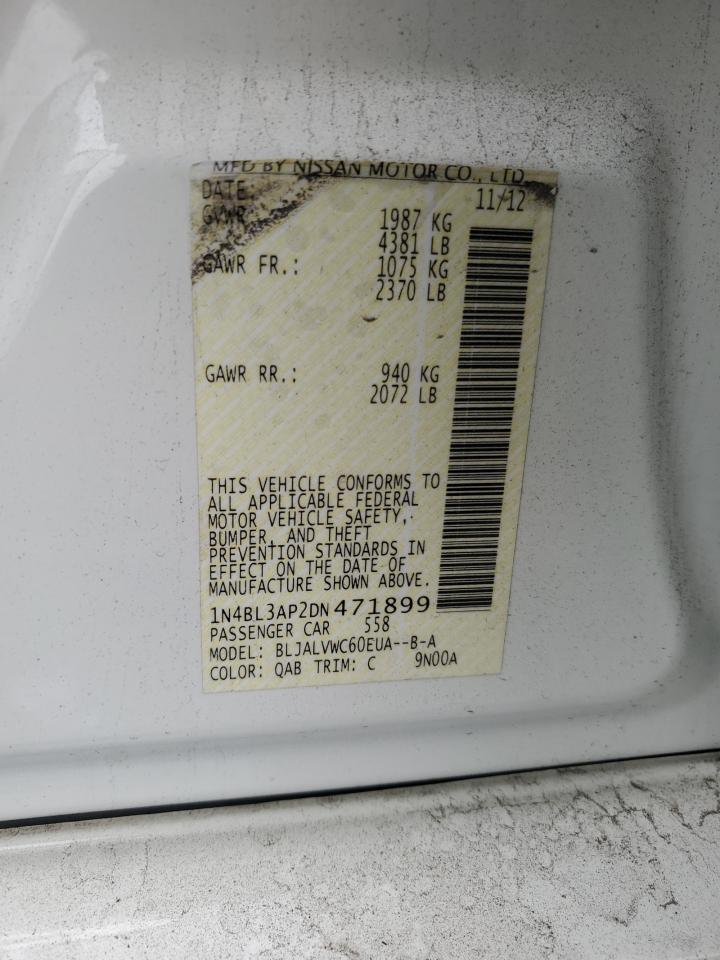 MFD BY NISSAN MOTOR CO., LTD.
DATE: 11/12
GVWR 1987 KG
4381 LB
GAWR FR.: 1075 KG
2370 LB
GAWR RR.: 940 KG
2072 LB
THIS VEHICLE CONFORMS TO
ALL APPLICABLE FEDERAL
MOTOR VEHICLE SAFETY,
BUMPER, AND THEFT
PREVENTION STANDARDS IN
EFFECT ON THE DATE OF
MANUFACTURE SHOWN ABOVE.
1N4BL3AP2DN471899
PASSENGER CAR 558
MODEL: BLJALVWC60EUA--B-A
COLOR: QAB TRIM: C 9N00A